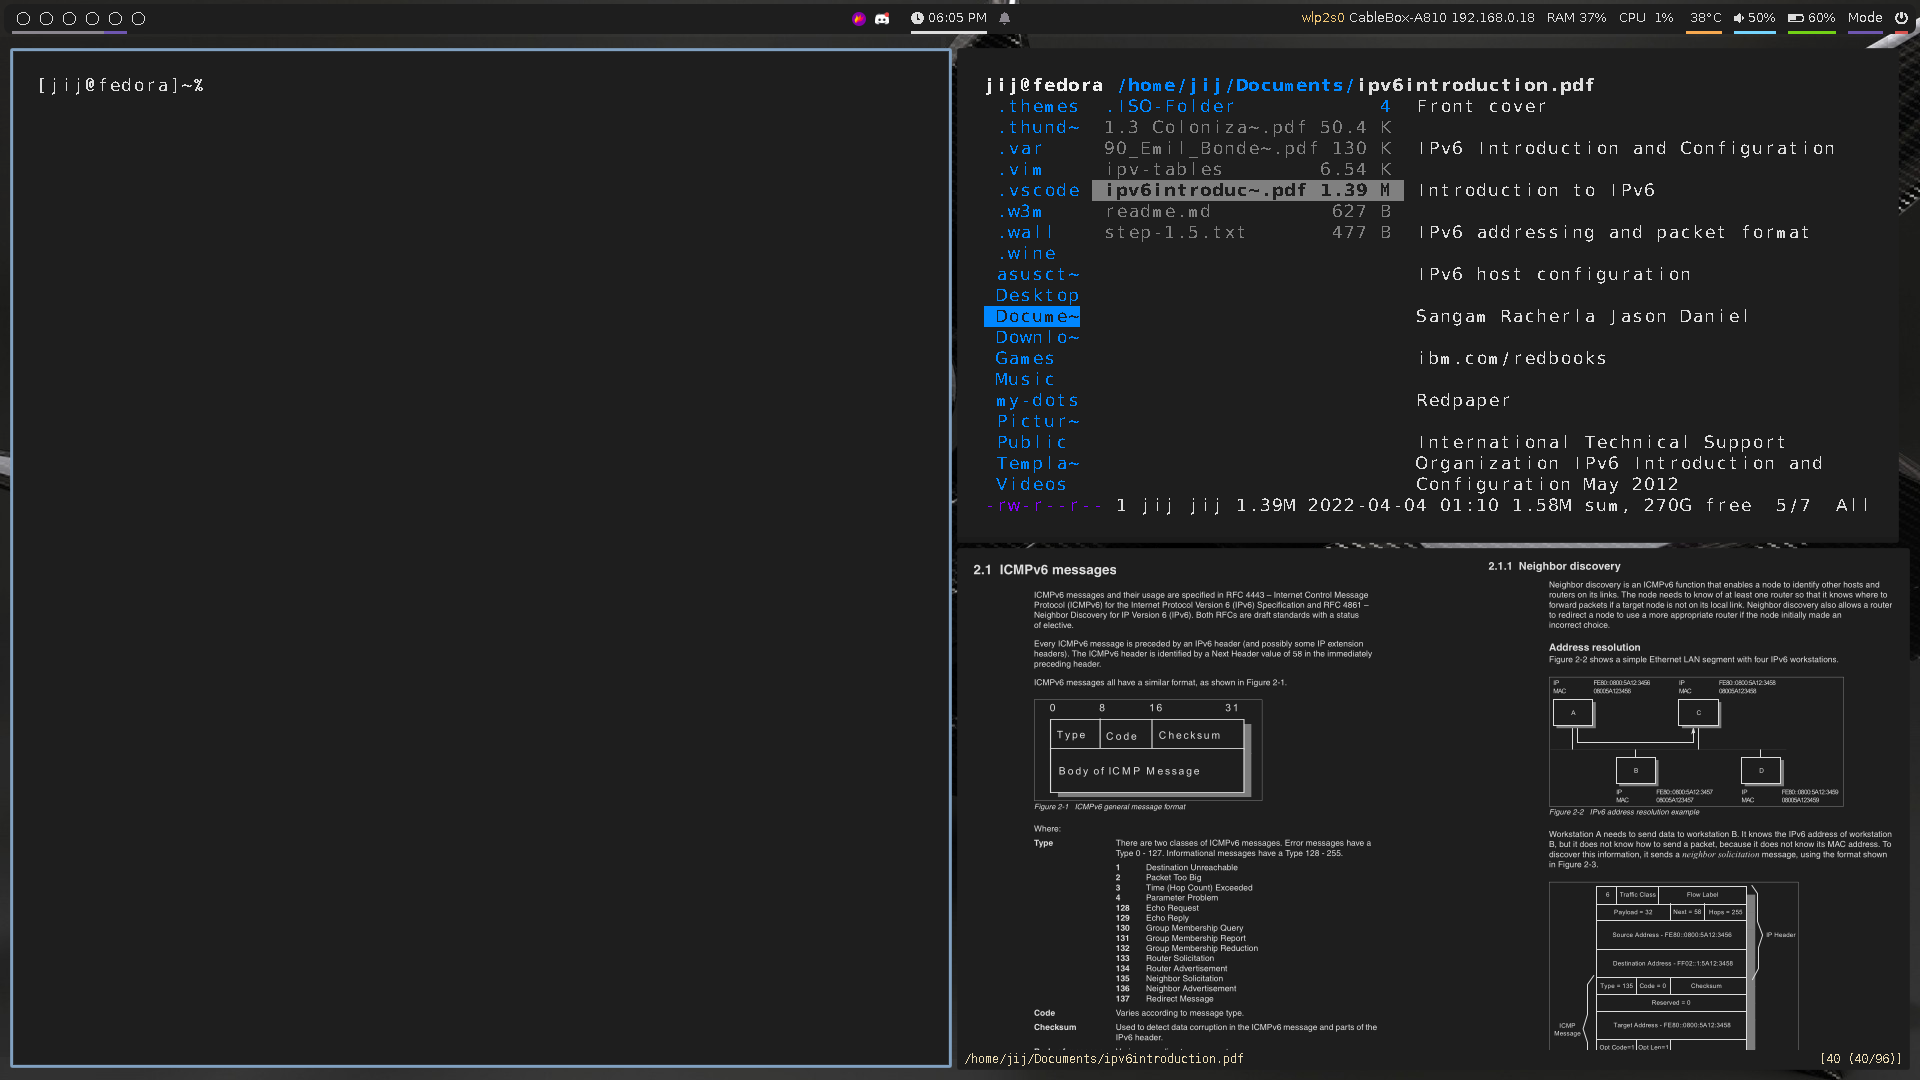 06:05 PM
wlp2s0 CableBox-A810 192.168.0.18 RAM 37% CPU 1% 38°C 50% 60% Mode
[jij@fedora]~%
jij@fedora /home/jij/Documents/ipv6introduction.pdf
.themes .ISO-Folder 4 Front cover
.thund~ 1.3 Coloniza~.pdf 50.4 K
.var 90_Emil_Bonde~.pdf 130 K IPv6 Introduction and Configuration
.vim ipv-tables 6.54 K
.vscode ipv6introduc~.pdf 1.39 M Introduction to IPv6
.w3m readme.md 627 B
.wall step-1.5.txt 477 B IPv6 addressing and packet format
.wine
asusct~ IPv6 host configuration
Desktop
Docume~ Sangam Racherla Jason Daniel
Downlo~
Games ibm.com/redbooks
Music
my-dots Redpaper
Pictur~
Public International Technical Support
Templa~ Organization IPv6 Introduction and
Videos Configuration May 2012
-rw-r--r-- 1 jij jij 1.39M 2022-04-04 01:10 1.58M sum, 270G free 5/7 All
2.1 ICMPv6 messages
ICMPv6 messages and their usage are specified in RFC 4443 – Internet Control Message
Protocol (ICMPv6) for the Internet Protocol Version 6 (IPv6) Specification and RFC 4861 –
Neighbor Discovery for IP Version 6 (IPv6). Both RFCs are draft standards with a status
of elective.
Every ICMPv6 message is preceded by an IPv6 header (and possibly some IP extension
headers). The ICMPv6 header is identified by a Next Header value of 58 in the immediately
preceding header.
ICMPv6 messages all have a similar format, as shown in Figure 2-1.
0 8 16 31
Type Code Checksum
Body of ICMP Message
Figure 2-1 ICMPv6 general message format
Where:
Type There are two classes of ICMPv6 messages. Error messages have a
Type 0 - 127. Informational messages have a Type 128 - 255.
1 Destination Unreachable
2 Packet Too Big
3 Time (Hop Count) Exceeded
4 Parameter Problem
128 Echo Request
129 Echo Reply
130 Group Membership Query
131 Group Membership Report
132 Group Membership Reduction
133 Router Solicitation
134 Router Advertisement
135 Neighbor Solicitation
136 Neighbor Advertisement
137 Redirect Message
Code Varies according to message type.
Checksum Used to detect data corruption in the ICMPv6 message and parts of the
IPv6 header.
2.1.1 Neighbor discovery
Neighbor discovery is an ICMPv6 function that enables a node to identify other hosts and
routers on its links. The node needs to know of at least one router so that it knows where to
forward packets if a target node is not on its local link. Neighbor discovery also allows a router
to redirect a node to use a more appropriate router if the node initially made an
incorrect choice.
Address resolution
Figure 2-2 shows a simple Ethernet LAN segment with four IPv6 workstations.
IP FE80::0800:5A12:3456 IP FE80::0800:5A12:3458
MAC 08005A123456 MAC 08005A123458
A C
B D
IP FE80::0800:5A12:3457 IP FE80::0800:5A12:3459
MAC 08005A123457 MAC 08005A123459
Figure 2-2 IPv6 address resolution example
Workstation A needs to send data to workstation B. It knows the IPv6 address of workstation
B, but it does not know how to send a packet, because it does not know its MAC address. To
discover this information, it sends a neighbor solicitation message, using the format shown
in Figure 2-3.
6 Traffic Class Flow Label
Payload = 32 Next = 58 Hops = 255
Source Address - FE80::0800:5A12:3456
IP Header
Destination Address - FF02::1:5A12:3458
Type = 135 Code = 0 Checksum
Reserved = 0
ICMP
Message
Target Address - FE80::0800:5A12:3458
Opt Code=1 Opt Len=1
/home/jij/Documents/ipv6introduction.pdf [40 (40/96)]